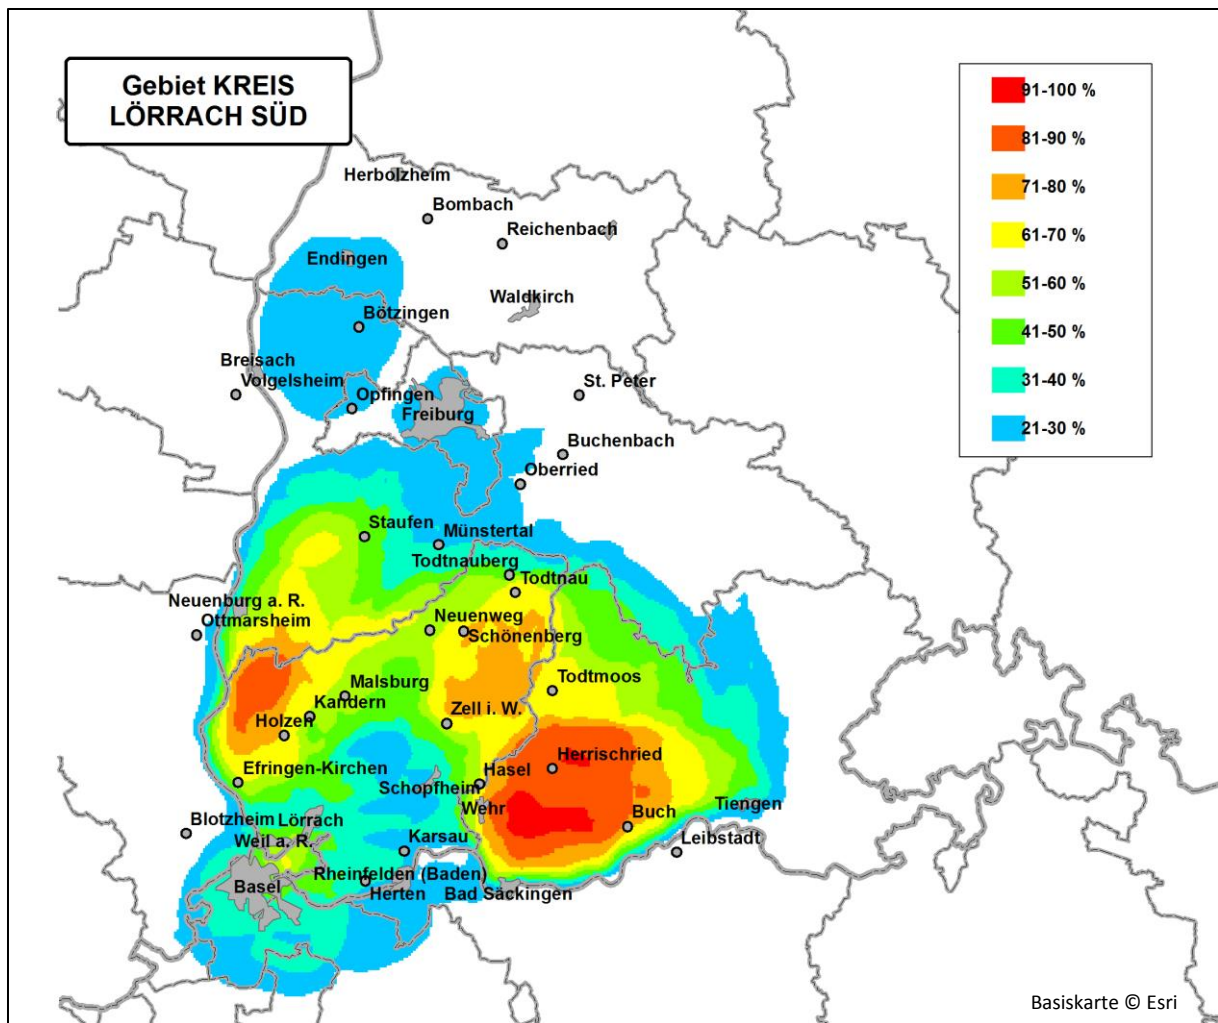 Gebiet KREIS
LÖRRACH SÜD
91-100 %
81-90 %
71-80 %
61-70 %
51-60 %
41-50 %
31-40 %
21-30 %
Herbolzheim
Bombach
Reichenbach
Endingen
Waldkirch
Bötzingen
Breisach
Volgelsheim
St. Peter
Opfingen
Freiburg
Buchenbach
Oberried
Staufen
Münstertal
Todtnauberg
Todtnau
Neuenburg a. R.
Ottmarsheim
Neuenweg
Schönenberg
Todtmoos
Malsburg
Kandern
Zell i. W.
Holzen
Herrischried
Efringen-Kirchen
Hasel
Schopfheim
Wehr
Tiengen
Buch
Blotzheim
Lörrach
Weil a. R.
Karsau
Leibstadt
Rheinfelden (Baden)
Basel
Herten
Bad Säckingen
Basiskarte © Esri